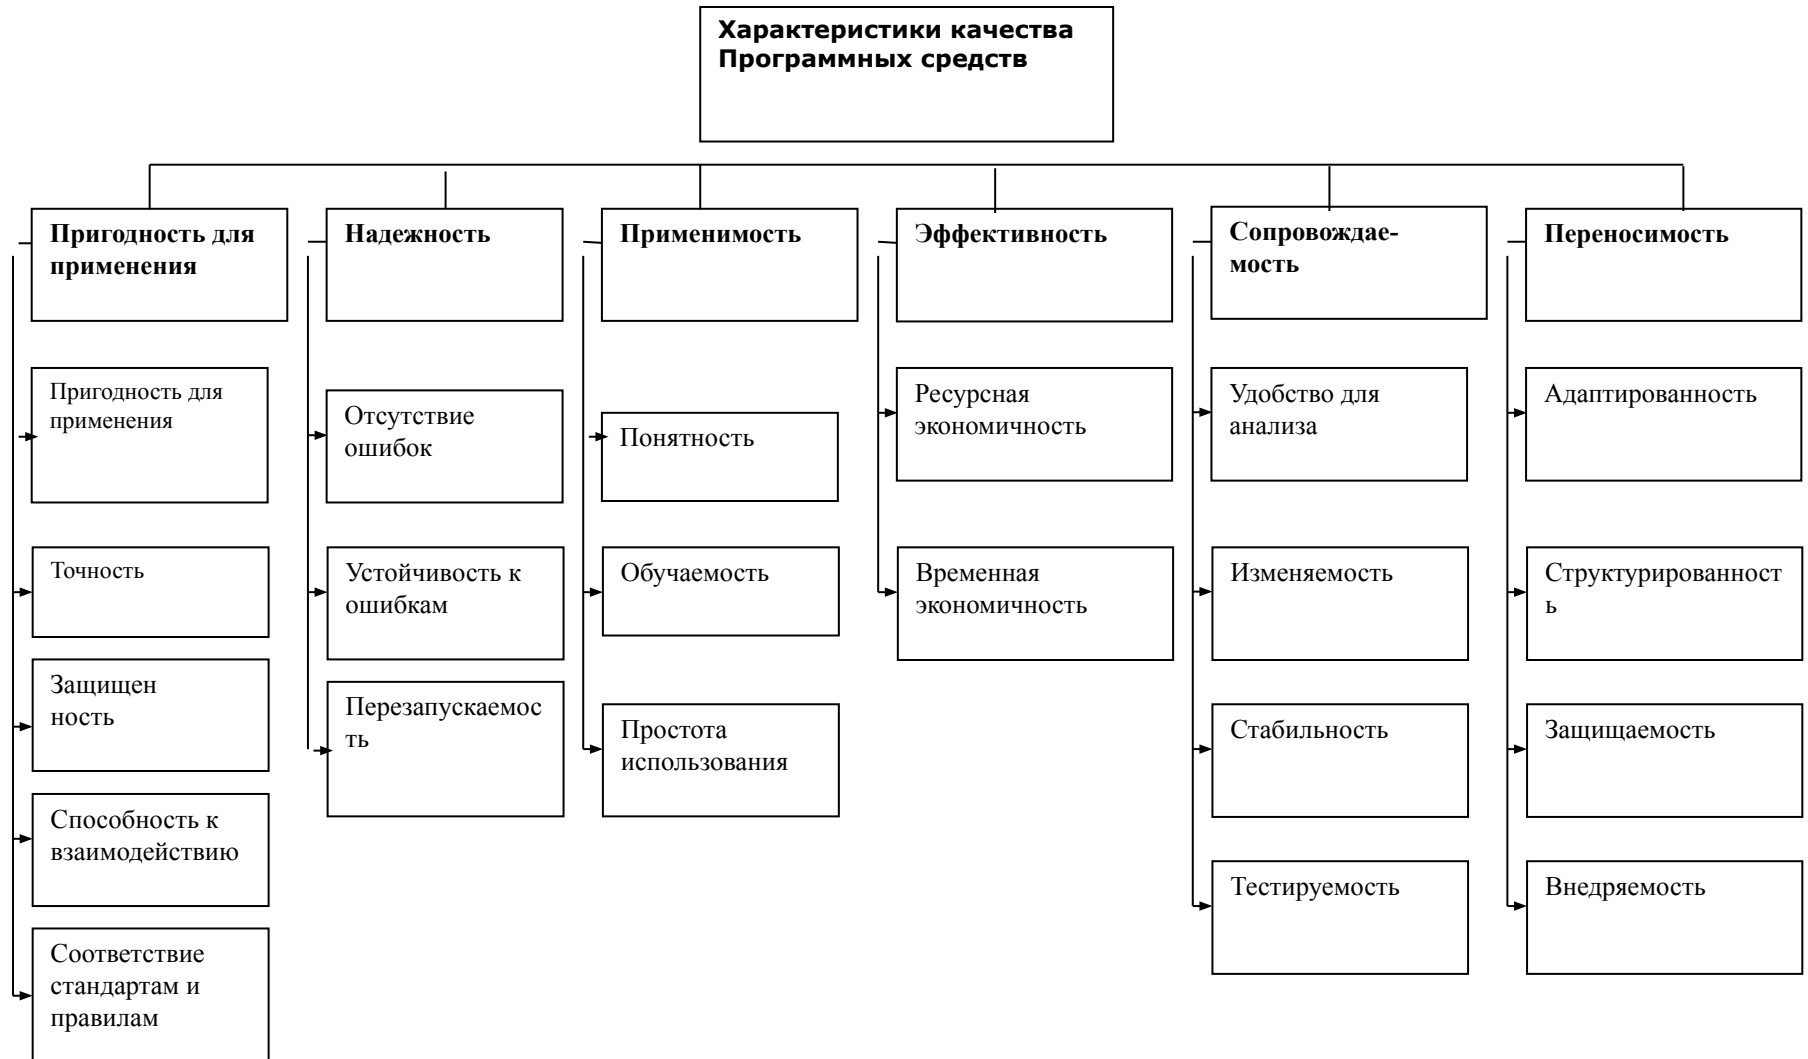 Характеристики качества
Программных средств
Пригодность для
применения
Надежность
Применимость
Эффективность
Сопровождае-
мость
Переносимость
Пригодность для
применения
Точность
Защищен
ность
Способность к
взаимодействию
Соответствие
стандартам и
правилам
Отсутствие
ошибок
Устойчивость к
ошибкам
Перезапускаемос
ть
Понятность
Обучаемость
Простота
использования
Ресурсная
экономичность
Временная
экономичность
Удобство для
анализа
Изменяемость
Стабильность
Тестируемость
Адаптированность
Структурированност
ь
Защищаемость
Внедряемость